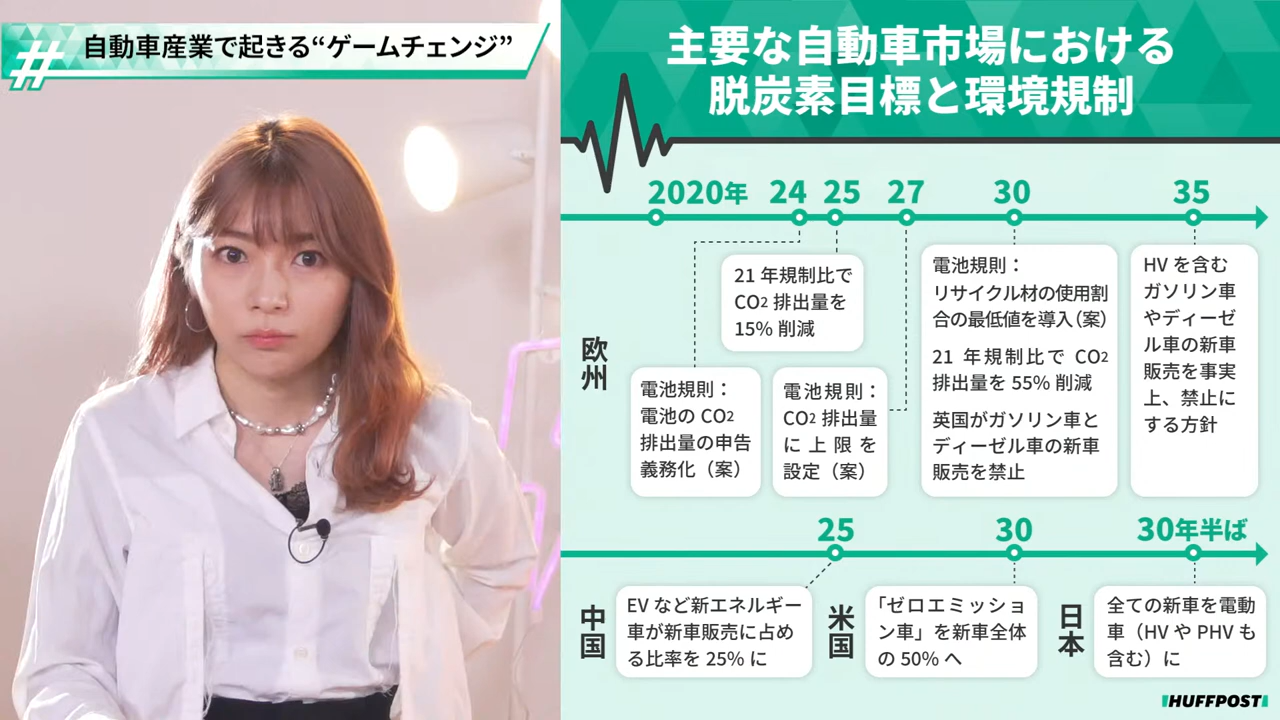 # 自動車産業で起きる“ゲームチェンジ”
主要な自動車市場における
脱炭素目標と環境規制
2020年 24 25 27 30 35
欧州
電池規則：
電池の CO2
排出量の申告
義務化（案）
21 年規制比で
CO2 排出量を
15% 削減
電池規則：
CO2 排出量
に上限を
設定（案）
電池規則：
リサイクル材の使用割
合の最低値を導入（案）
21 年規制比で CO2
排出量を 55% 削減
英国がガソリン車と
ディーゼル車の新車
販売を禁止
HV を含む
ガソリン車
やディーゼ
ル車の新車
販売を事実
上、禁止に
する方針
25 30 30年半ば
中国
EV など新エネルギー
車が新車販売に占め
る比率を 25% に
米国
「ゼロエミッショ
ン車」を新車全体
の 50% へ
日本
全ての新車を電動
車（HV や PHV も
含む）に
HUFFPOST